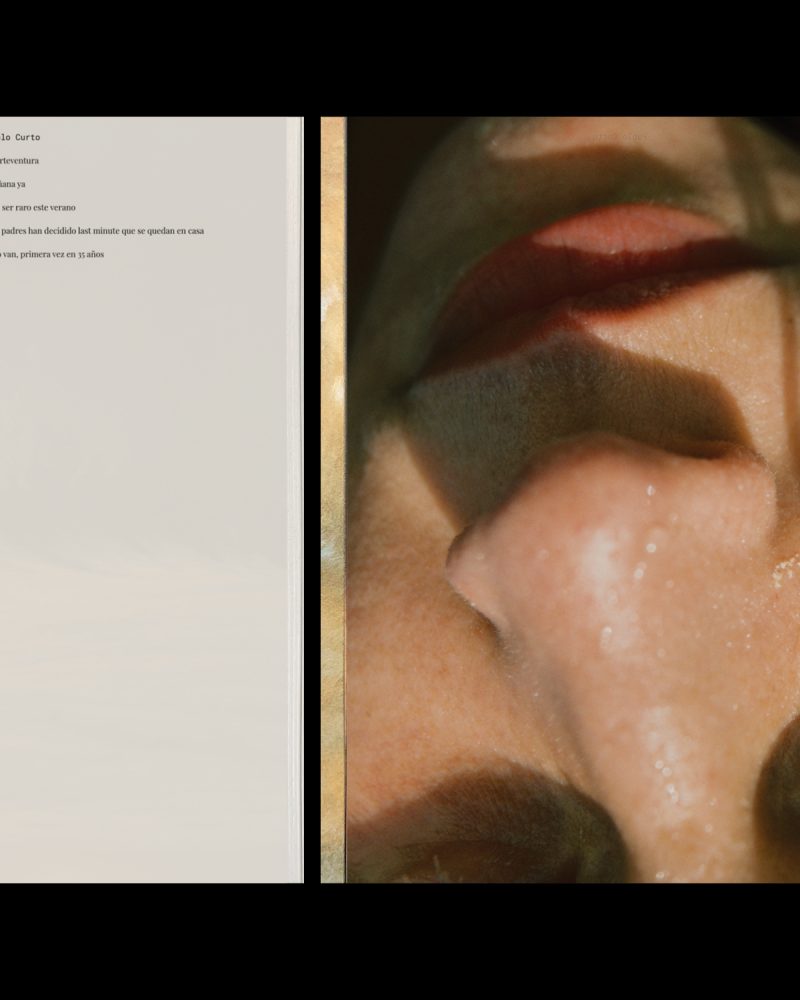 lo Curto
rteventura
ñana ya
ser raro este verano
padres han decidido last minute que se quedan en casa
o van, primera vez en 35 años